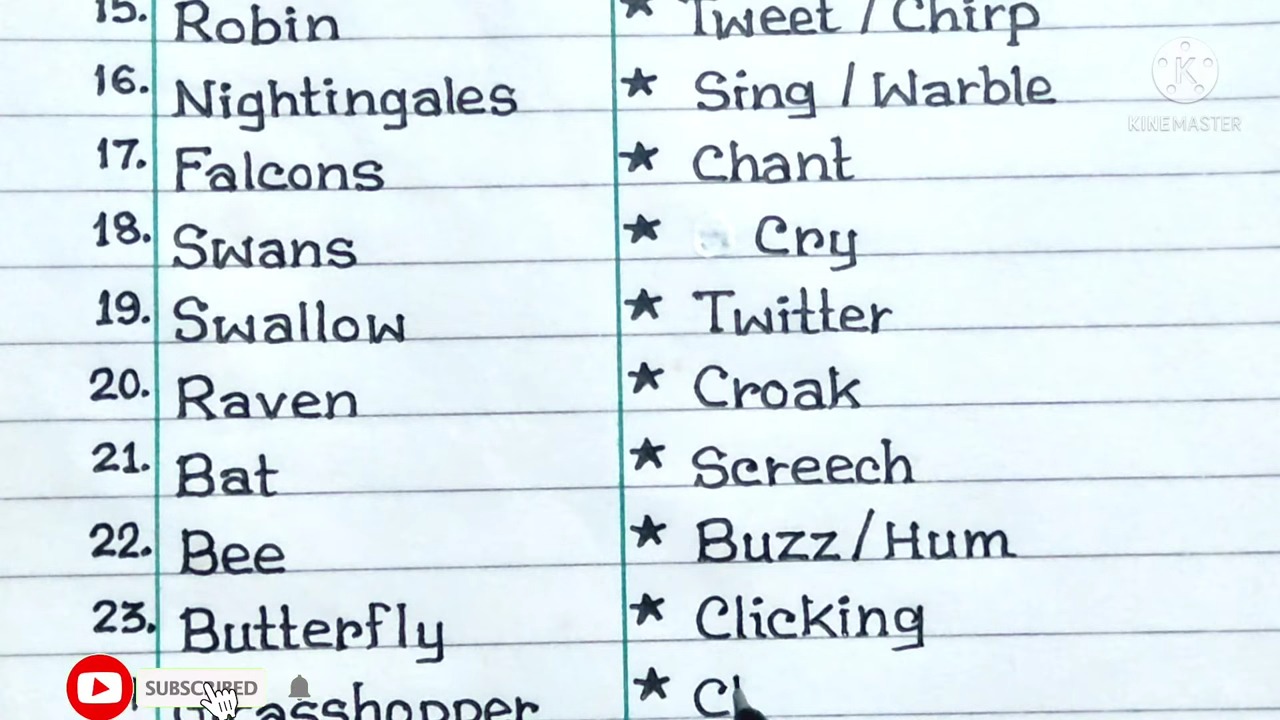 15. Robin ★ Tweet / Chirp
16. Nightingales ★ Sing / Warble
17. Falcons ★ Chant
18. Swans ★ Cry
19. Swallow ★ Twitter
20. Raven ★ Croak
21. Bat ★ Screech
22. Bee ★ Buzz / Hum
23. Butterfly ★ Clicking
Grasshopper ★
KINEMASTER
SUBSCRIBED